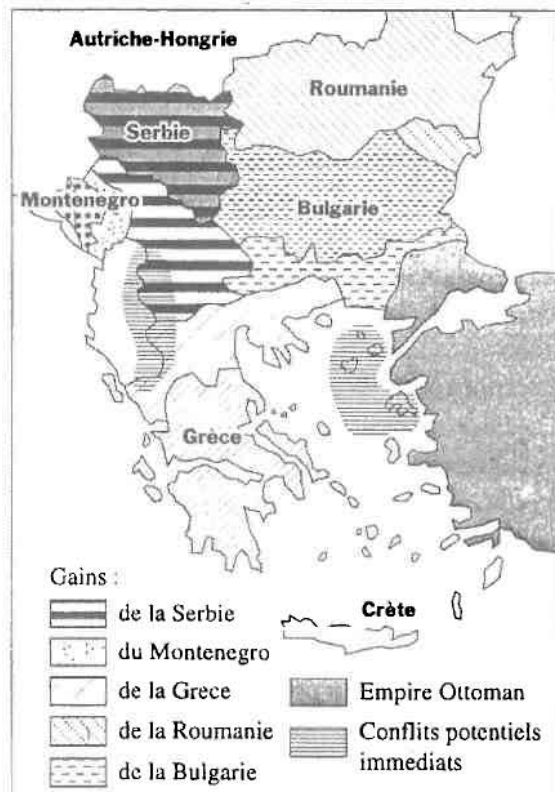 Autriche-Hongrie
Roumanie
Serbie
Montenegro
Bulgarie
Grèce
Gains :
de la Serbie
du Montenegro
de la Grece
de la Roumanie
de la Bulgarie
Crète
Empire Ottoman
Conflits potentiels
immediats